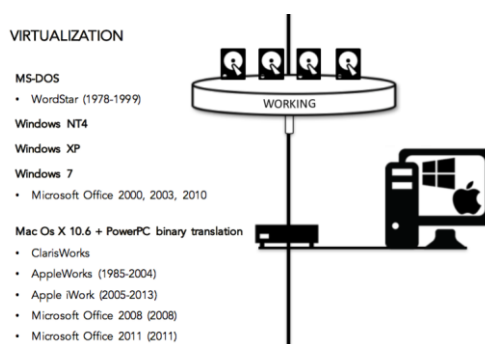 VIRTUALIZATION
MS-DOS
• WordStar (1978-1999)
Windows NT4
Windows XP
Windows 7
• Microsoft Office 2000, 2003, 2010
Mac Os X 10.6 + PowerPC binary translation
• ClarisWorks
• AppleWorks (1985-2004)
• Apple iWork (2005-2013)
• Microsoft Office 2008 (2008)
• Microsoft Office 2011 (2011)
WORKING